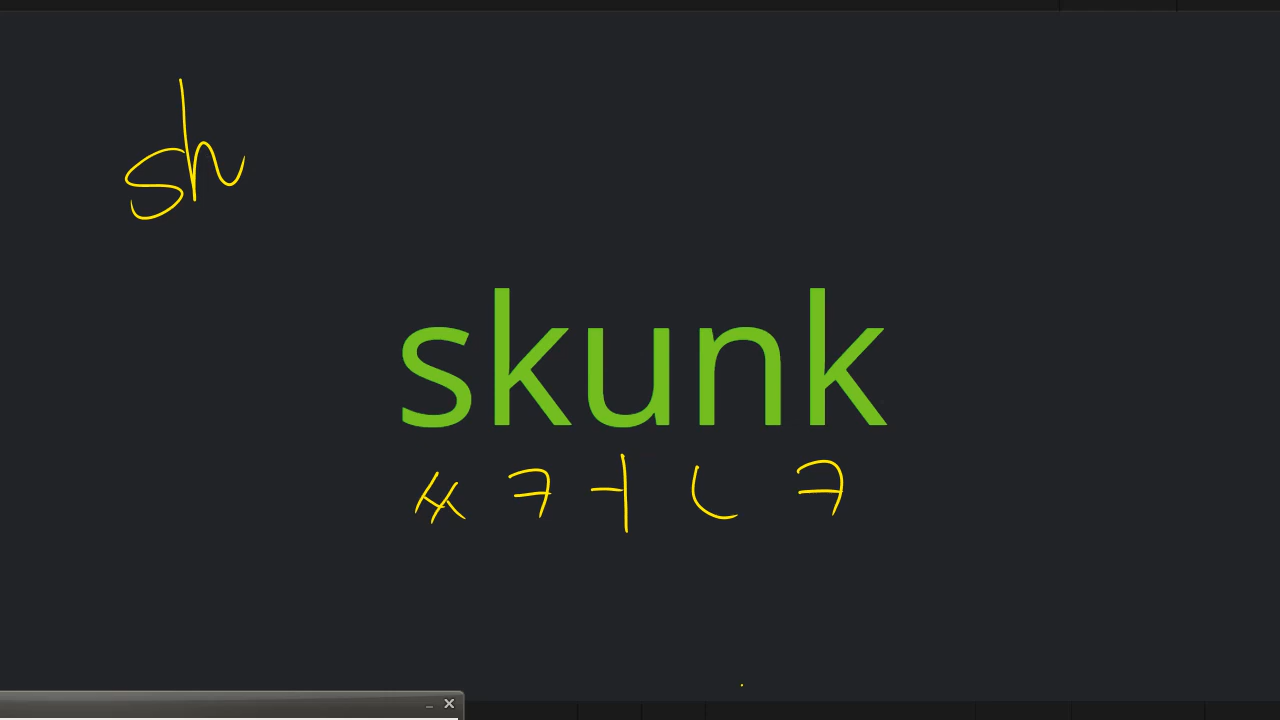 sh
skunk
ㅆ ㅋ ㅓ ㄴ ㅋ